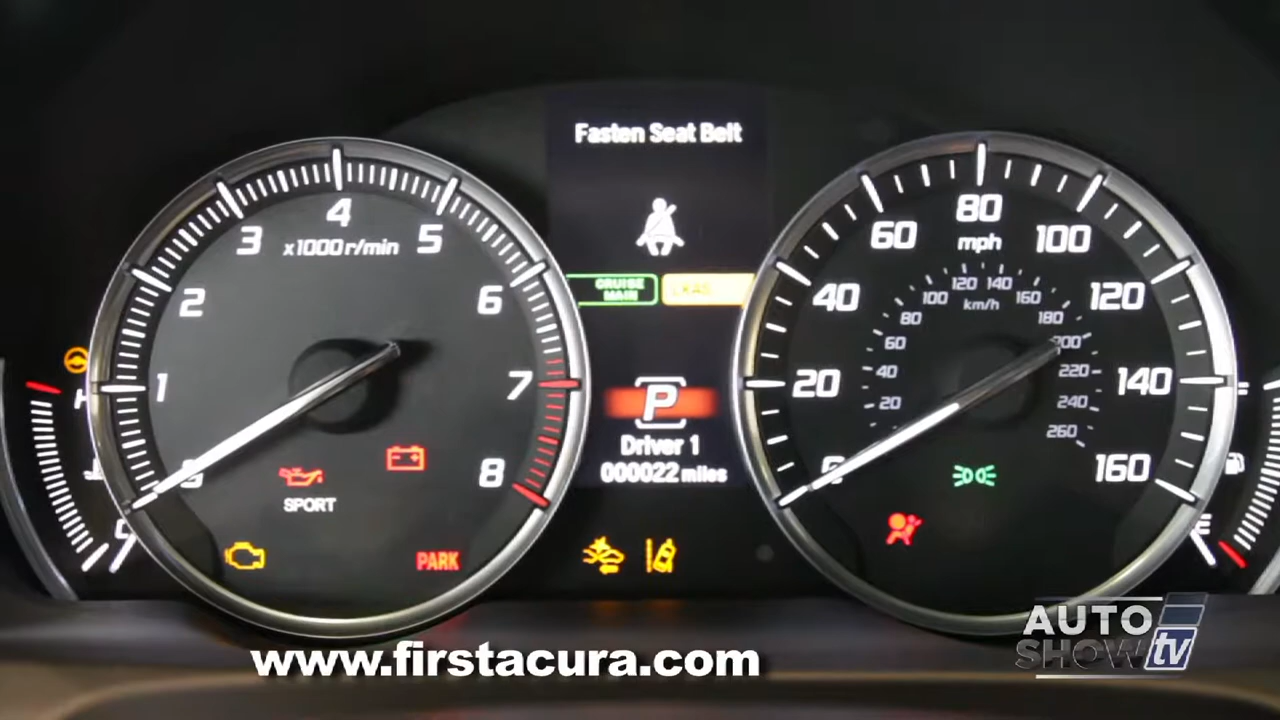 Fasten Seat Belt
x1000r/min
1
2
3
4
5
6
7
8
CRUISE
MAIN
LKAS
P
Driver 1
000022 miles
SPORT
PARK
mph
20
40
60
80
100
120
140
160
km/h
20
40
60
80
100
120
140
160
180
200
220
240
260
H
C
E
www.firstacura.com
AUTO
SHOW tv